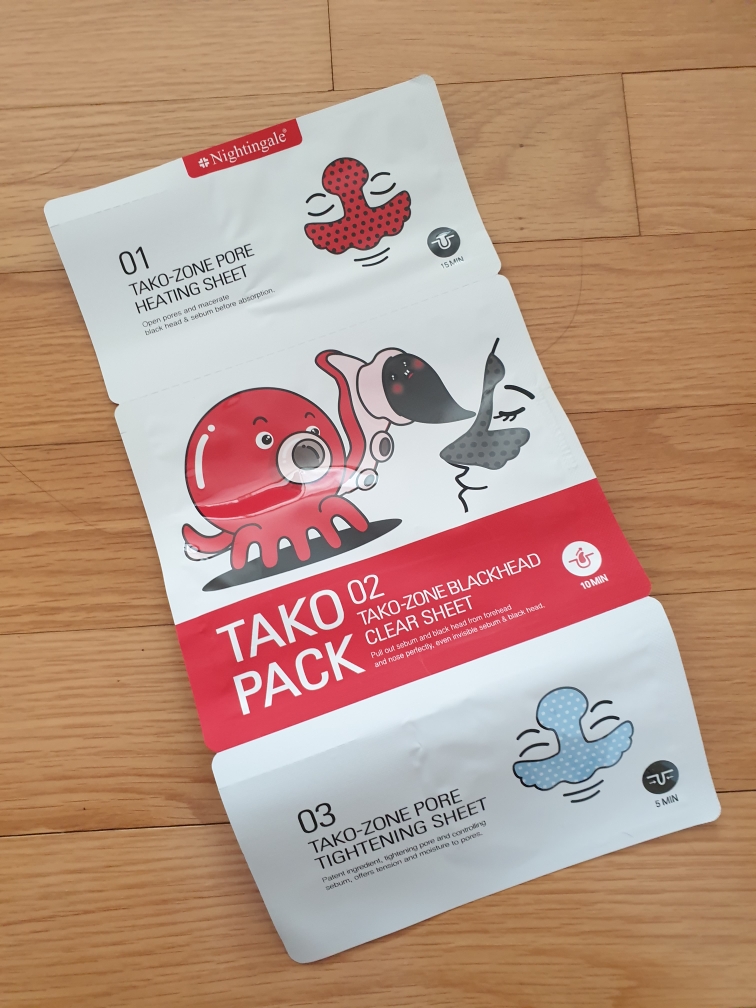 Nightingale®
01
TAKO-ZONE PORE
HEATING SHEET
Open pores and macerate
black head & sebum before absorption.
15 MIN
TAKO
PACK
02
TAKO-ZONE BLACKHEAD
CLEAR SHEET
Pull out sebum and black head from forehead
and nose perfectly, even invisible sebum & black head.
10 MIN
03
TAKO-ZONE PORE
TIGHTENING SHEET
Patent ingredient, tightening pore and controlling
sebum, offers tension and moisture to pores.
5 MIN